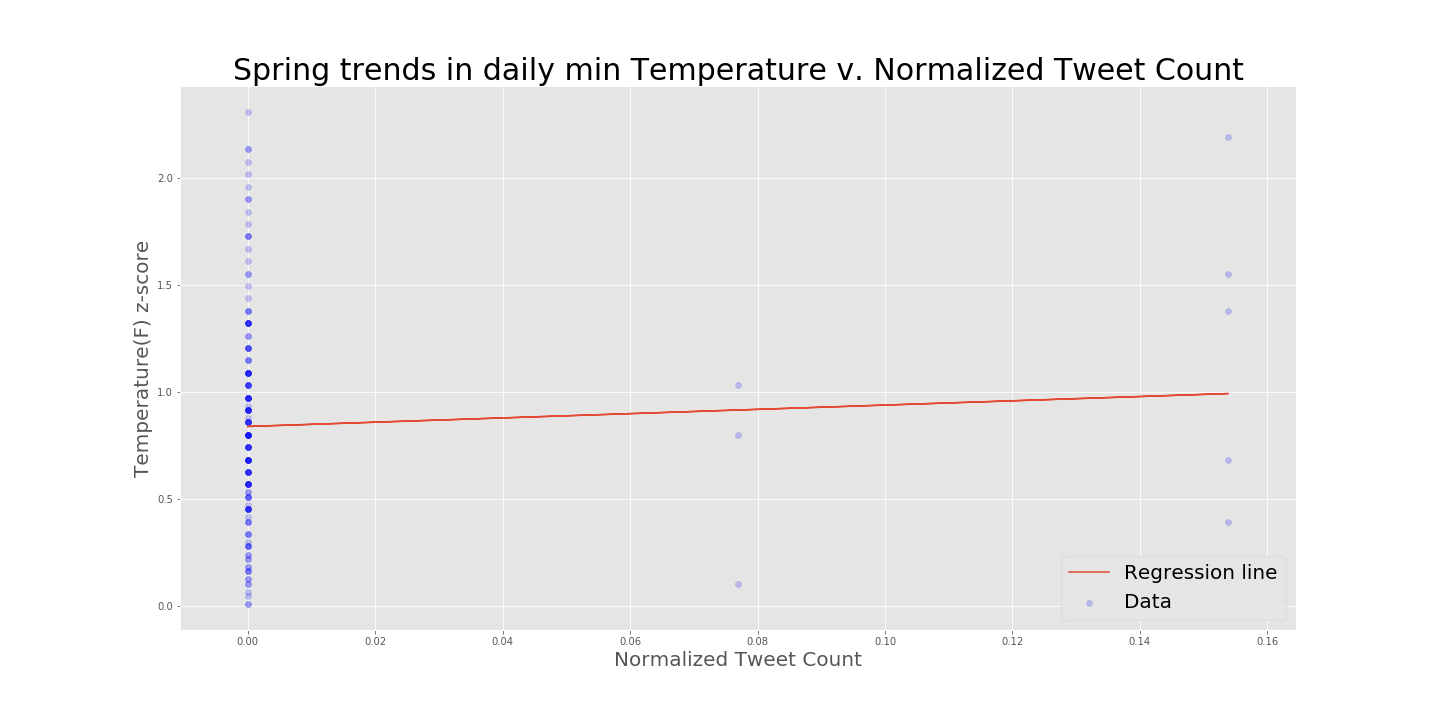 Spring trends in daily min Temperature v. Normalized Tweet Count
Temperature(F) z-score
2.0
1.5
1.0
0.5
0.0
Regression line
Data
0.00 0.02 0.04 0.06 0.08 0.10 0.12 0.14 0.16
Normalized Tweet Count